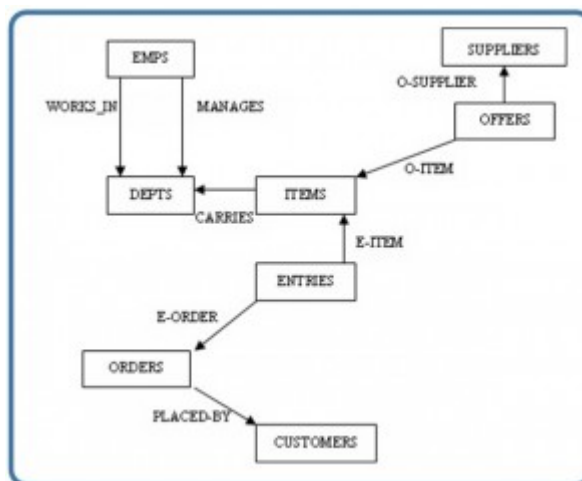 SUPPLIERS
EMPS
O-SUPPLIER
WORKS_IN
MANAGES
OFFERS
O-ITEM
DEPTS
ITEMS
CARRIES
E-ITEM
ENTRIES
E-ORDER
ORDERS
PLACED-BY
CUSTOMERS